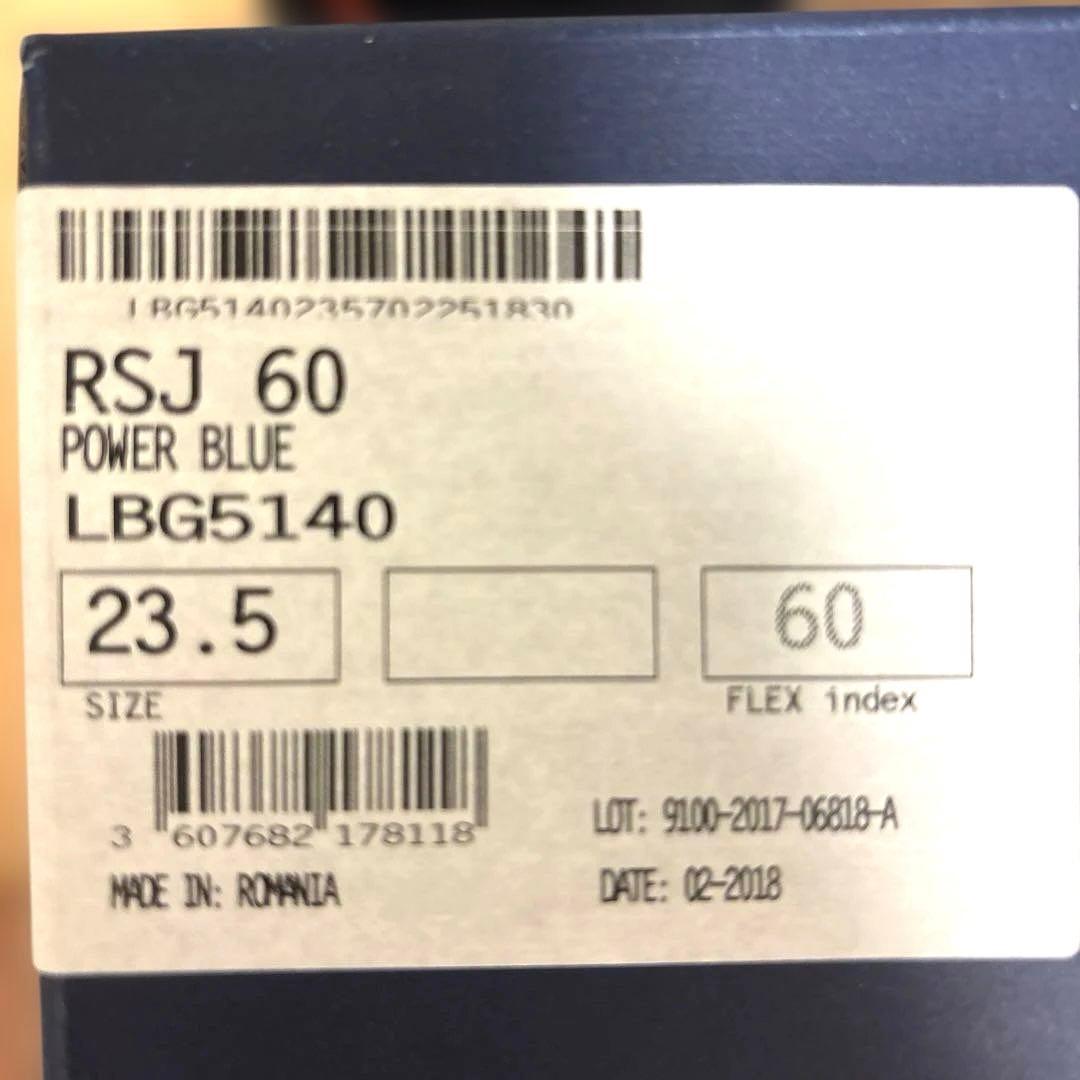 LBG5140235702251830
RSJ 60
POWER BLUE
LBG5140
23.5
60
SIZE
FLEX index
3 607682 178118
LOT: 9100-2017-06818-A
MADE IN: ROMANIA
DATE: 02-2018